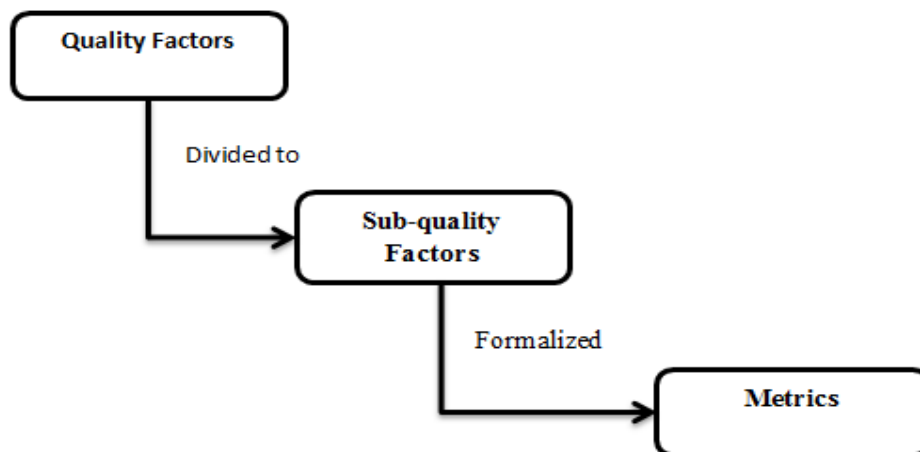 Quality Factors
Divided to
Sub-quality
Factors
Formalized
Metrics